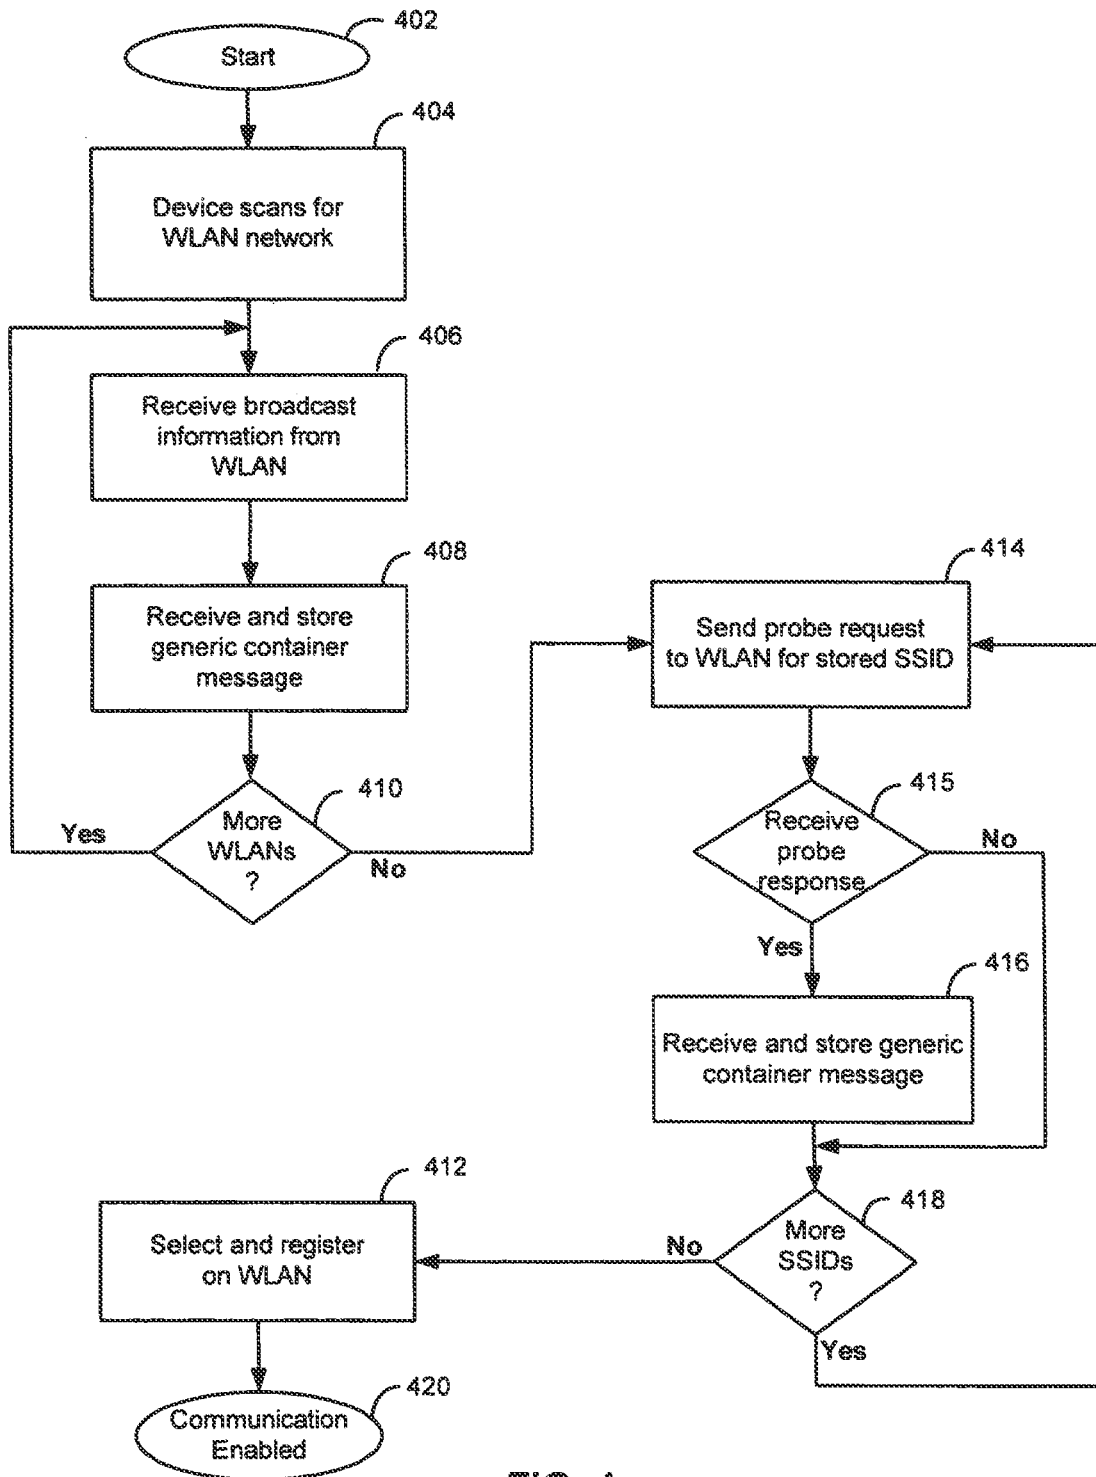 402
Start
404
Device scans for
WLAN network
406
Receive broadcast
information from
WLAN
408
Receive and store
generic container
message
410
More
WLANs
?
Yes
No
414
Send probe request
to WLAN for stored SSID
415
Receive
probe
response
No
Yes
416
Receive and store generic
container message
418
More
SSIDs
?
No
Yes
412
Select and register
on WLAN
420
Communication
Enabled